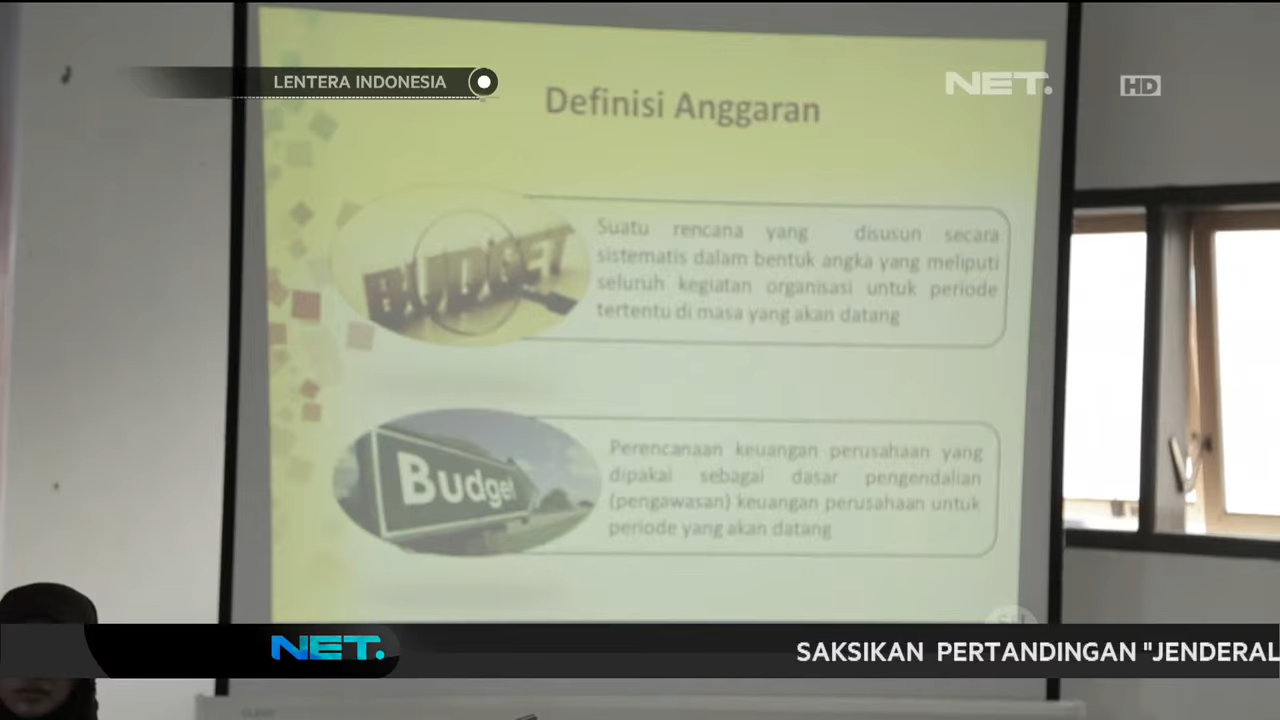 LENTERA INDONESIA
NET.
HD
Definisi Anggaran
BUDGET
Suatu rencana yang disusun secara
sistematis dalam bentuk angka yang meliputi
seluruh kegiatan organisasi untuk periode
tertentu di masa yang akan datang
Budget
Perencanaan keuangan perusahaan yang
dipakai sebagai dasar pengendalian
(pengawasan) keuangan perusahaan untuk
periode yang akan datang
NET.
SAKSIKAN PERTANDINGAN "JENDERAL